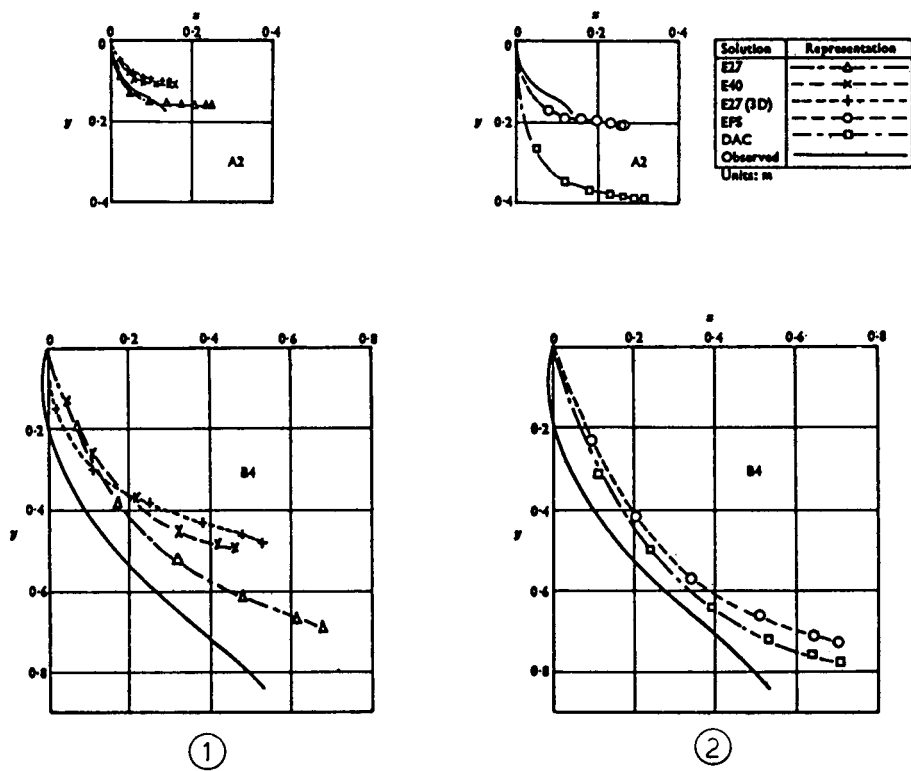 x
0 0·2 0·4
0·2
y
0·4
A2
x
0 0·2 0·4
0·2
y
0·4
A2
Solution Representation
E27
E40
E27 (3D)
EPS
DAC
Observed
Units: m
0 0·2 0·4 0·6 0·8
0·2
0·4
y
0·6
0·8
B4
x
0 0·2 0·4 0·6 0·8
0·2
0·4
y
0·6
0·8
B4
1
2